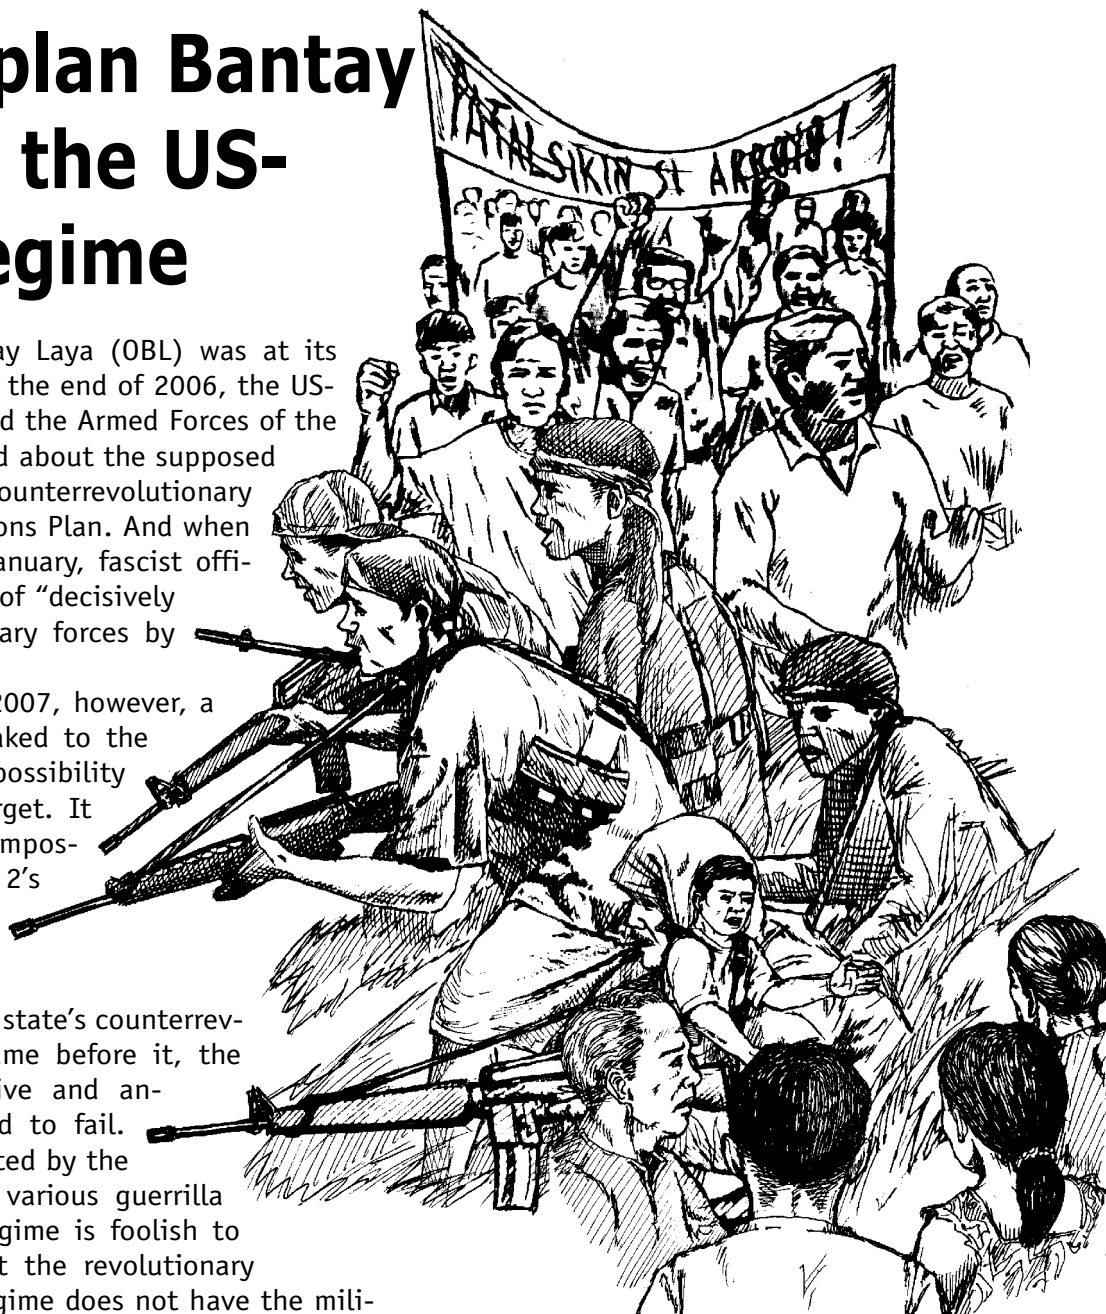 plan Bantay
the US-
egime
PATALSIKIN SI ARROYO!
ay Laya (OBL) was at its
the end of 2006, the US-
d the Armed Forces of the
d about the supposed
ounterrevolutionary
ons Plan. And when
anuary, fascist offi-
of “decisively
ary forces by
2007, however, a
aked to the
possibility
rget. It
mpos-
2’s
state’s counterrev-
me before it, the
ive and an-
d to fail.
ted by the
various guerrilla
gime is foolish to
t the revolutionary
gime does not have the mili-